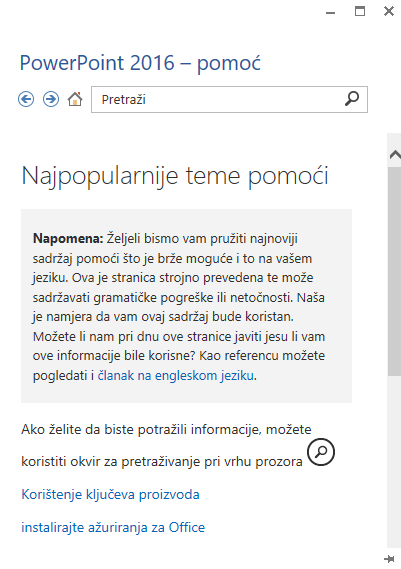 PowerPoint 2016 – pomoć
Pretraži
Najpopularnije teme pomoći
Napomena: Željeli bismo vam pružiti najnoviji
sadržaj pomoći što je brže moguće i to na vašem
jeziku. Ova je stranica strojno prevedena te može
sadržavati gramatičke pogreške ili netočnosti. Naša
je namjera da vam ovaj sadržaj bude koristan.
Možete li nam pri dnu ove stranice javiti jesu li vam
ove informacije bile korisne? Kao referencu možete
pogledati i članak na engleskom jeziku.
Ako želite da biste potražili informacije, možete
koristiti okvir za pretraživanje pri vrhu prozora
Korištenje ključeva proizvoda
instalirajte ažuriranja za Office